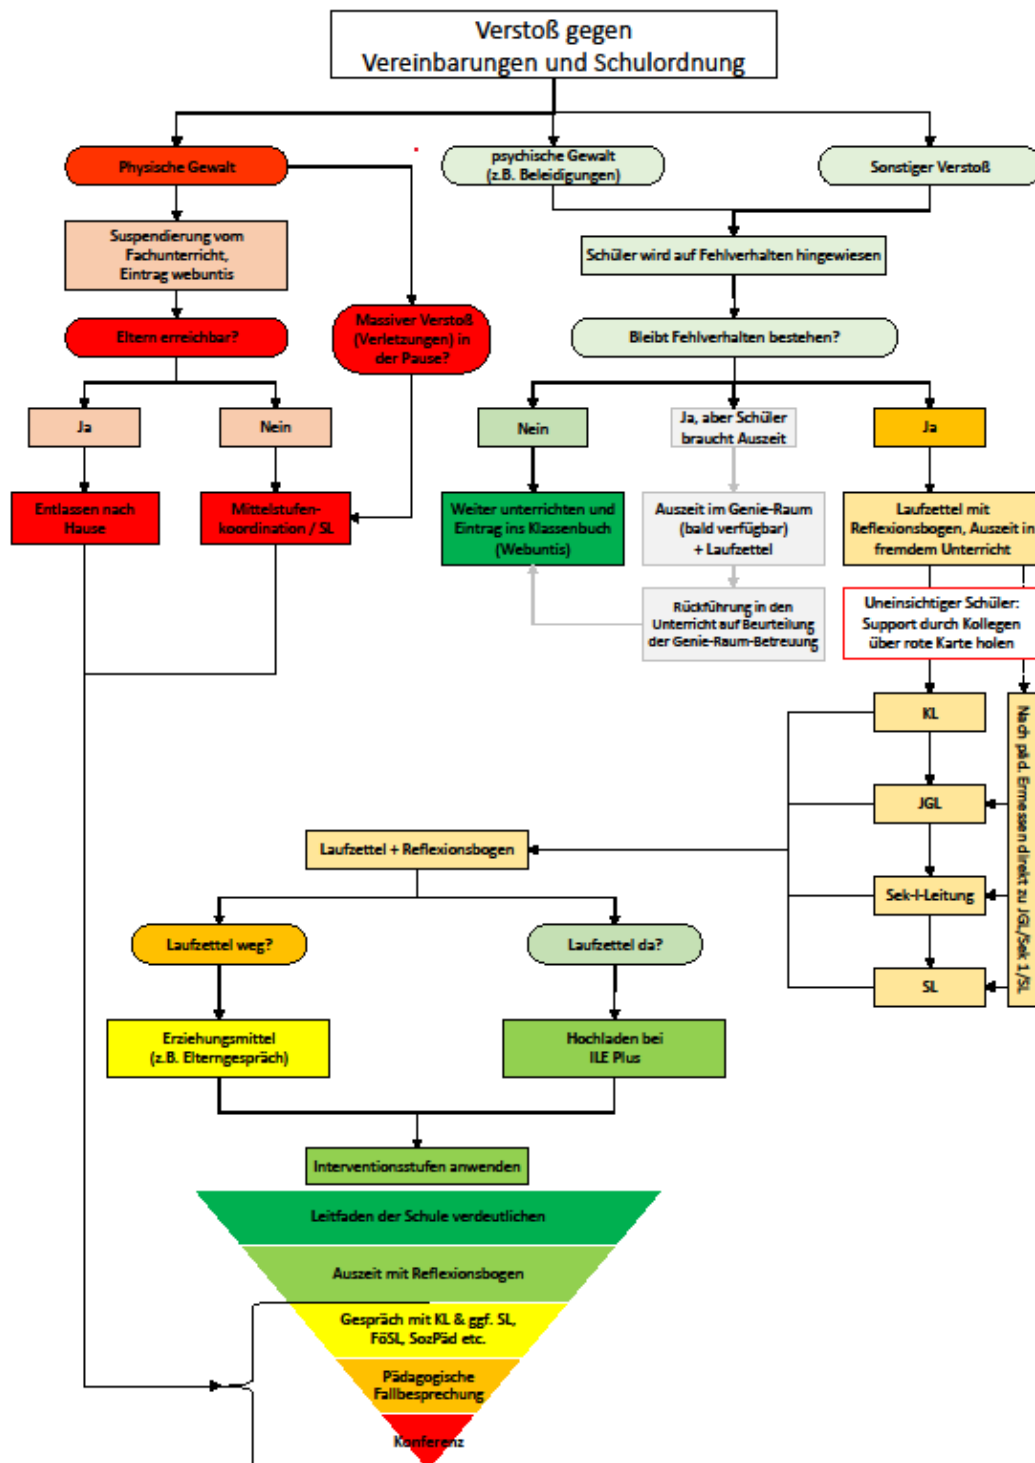 Verstoß gegen
Vereinbarungen und Schulordnung
Physische Gewalt
psychische Gewalt
(z.B. Beleidigungen)
Sonstiger Verstoß
Suspendierung vom
Fachunterricht,
Eintrag webuntis
Schüler wird auf Fehlverhalten hingewiesen
Eltern erreichbar?
Massiver Verstoß
(Verletzungen) in
der Pause?
Bleibt Fehlverhalten bestehen?
Ja
Nein
Nein
Ja, aber Schüler
braucht Auszeit
Ja
Entlassen nach
Hause
Mittelstufen-
koordination / SL
Weiter unterrichten und
Eintrag ins Klassenbuch
(Webuntis)
Auszeit im Genie-Raum
(bald verfügbar)
+ Laufzettel
Laufzettel mit
Reflexionsbogen, Auszeit in
fremdem Unterricht
Rückführung in den
Unterricht auf Beurteilung
der Genie-Raum-Betreuung
Uneinsichtiger Schüler:
Support durch Kollegen
über rote Karte holen
KL
JGL
Sek-I-Leitung
SL
Nach päd. Ermessen direkt zu JGL/Sek 1/SL
Laufzettel + Reflexionsbogen
Laufzettel weg?
Laufzettel da?
Erziehungsmittel
(z.B. Elterngespräch)
Hochladen bei
ILE Plus
Interventionsstufen anwenden
Leitfaden der Schule verdeutlichen
Auszeit mit Reflexionsbogen
Gespräch mit KL & ggf. SL,
FöSL, SozPäd etc.
Pädagogische
Fallbesprechung
Konferenz